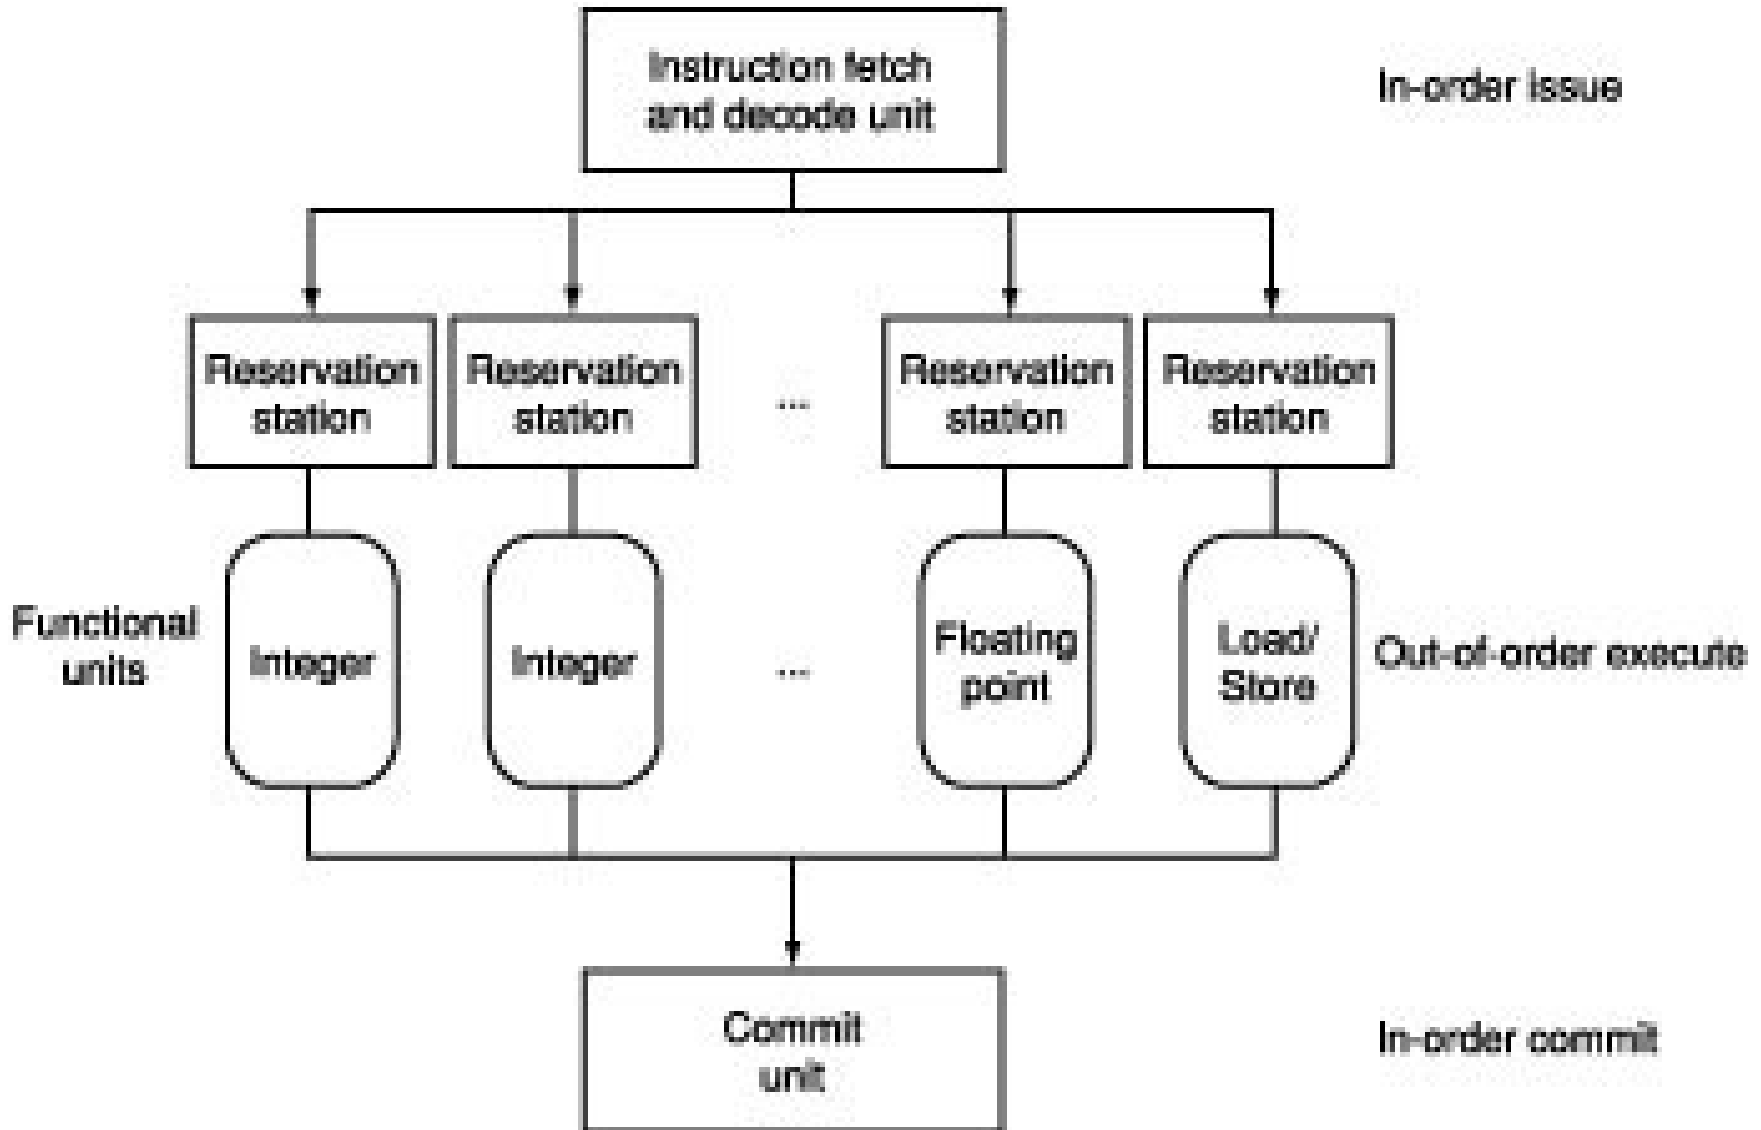 Instruction fetch
and decode unit
In-order issue
Reservation
station
Reservation
station
...
Reservation
station
Reservation
station
Functional
units
Integer
Integer
...
Floating
point
Load/
Store
Out-of-order execute
Commit
unit
In-order commit